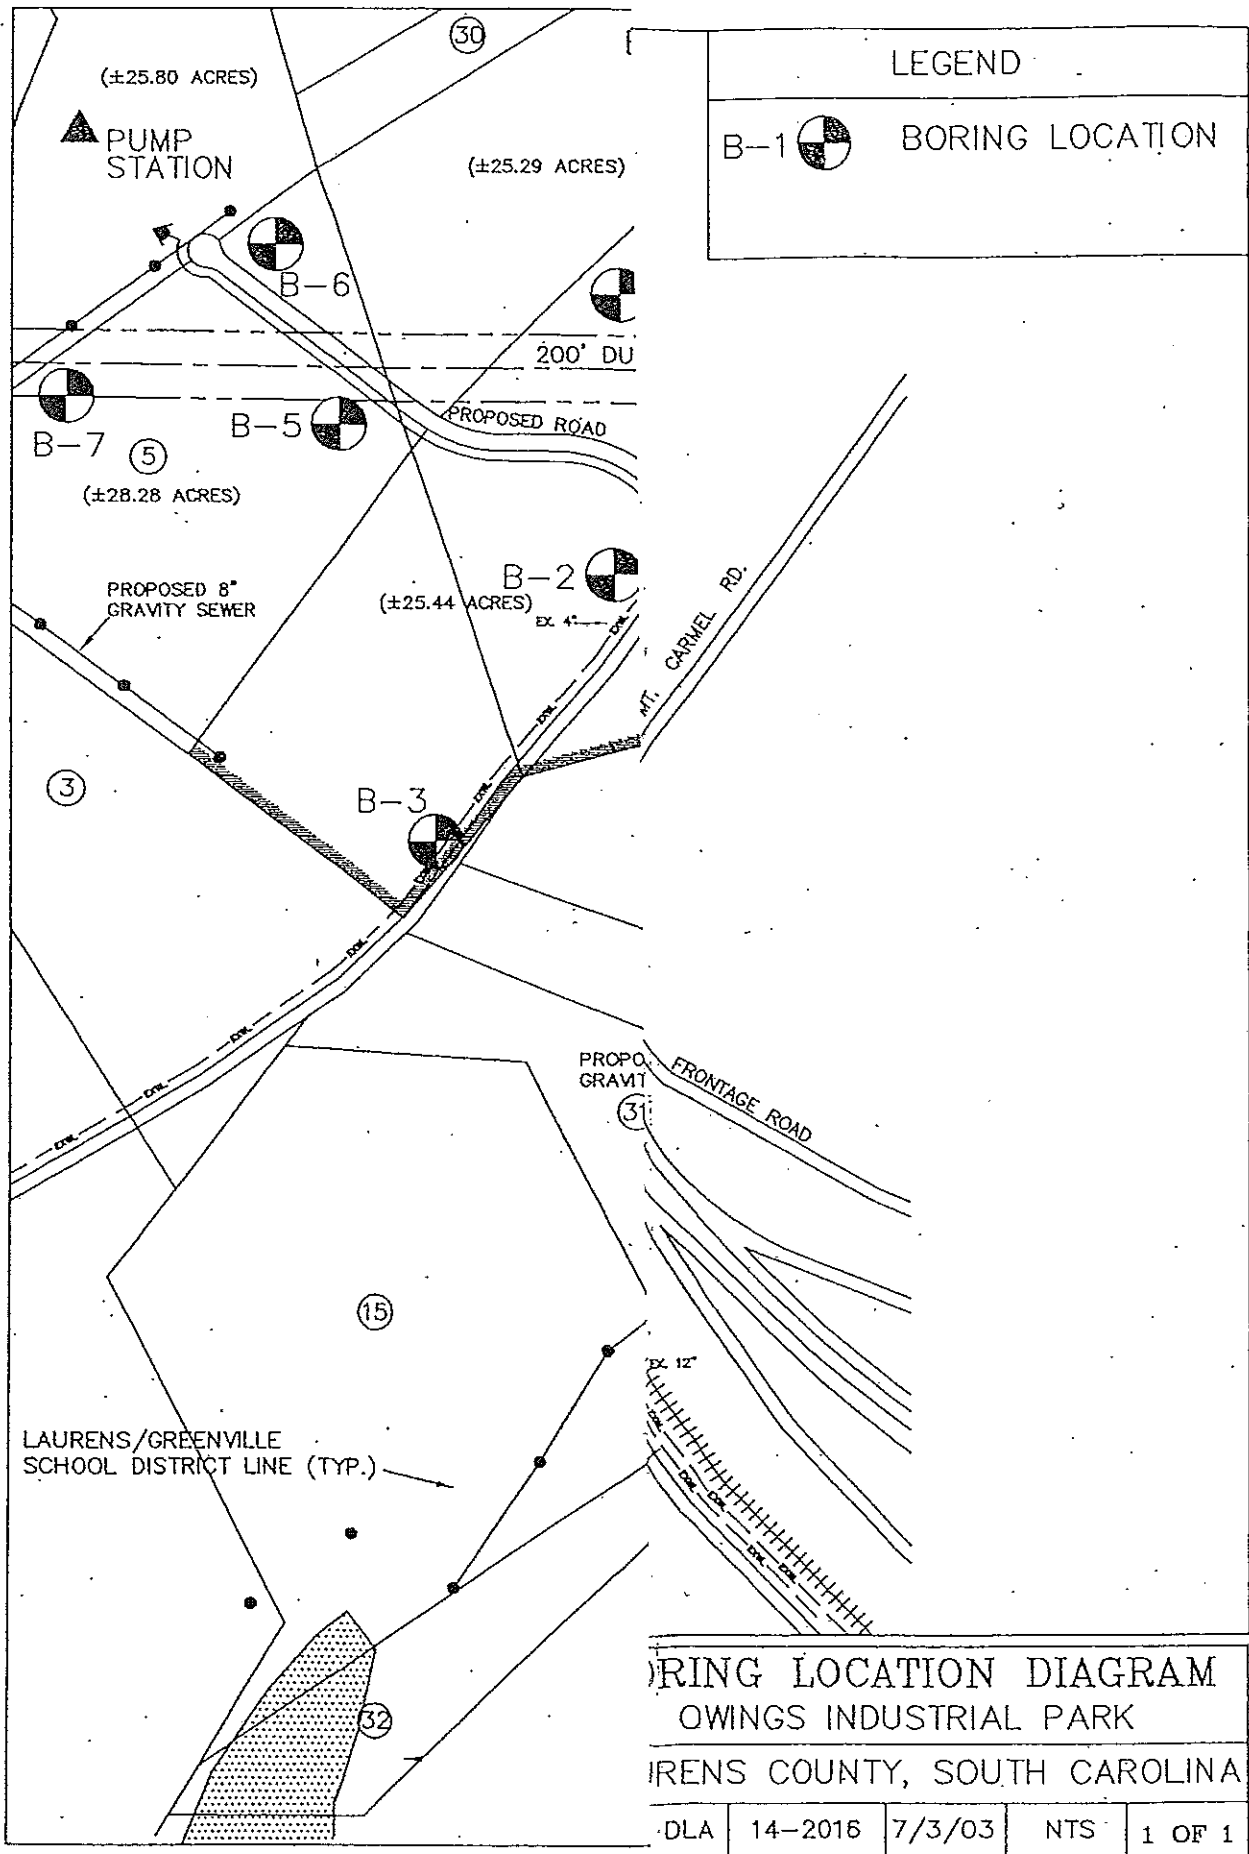 30
(±25.80 ACRES)
LEGEND
PUMP
STATION
B-1
BORING LOCATION
(±25.29 ACRES)
B-6
200' DU
PROPOSED ROAD
B-5
B-7
5
(±28.28 ACRES)
B-2
PROPOSED 8"
GRAVITY SEWER
(±25.44 ACRES)
EX. 4"
MT. CARMEL RD.
3
B-3
PROPO
GRAVIT
FRONTAGE ROAD
31
15
EX. 12"
LAURENS/GREENVILLE
SCHOOL DISTRICT LINE (TYP.)
32
RING LOCATION DIAGRAM
OWINGS INDUSTRIAL PARK
RENS COUNTY, SOUTH CAROLINA
DLA
14-2016
7/3/03
NTS
1 OF 1